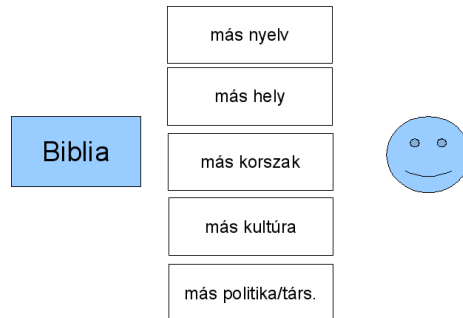 más nyelv
más hely
Biblia
más korszak
más kultúra
más politika/társ.